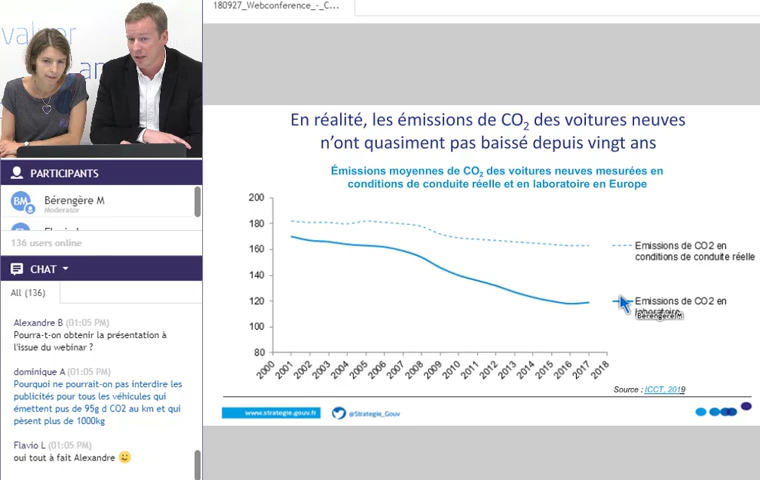 180927_Webconference_-_C...
valuer
an
PARTICIPANTS
BM
Bérengère M
Moderator
136 users online
CHAT
All (136)
Alexandre B (01:05 PM)
Pourra-t-on obtenir la présentation à
l'issue du webinar ?
dominique A (01:05 PM)
Pourquoi ne pourrait-on pas interdire les
publicités pour tous les véhicules qui
émettent pus de 95g d CO2 au km et qui
pèsent plus de 1000kg
Flavio L (01:05 PM)
oui tout à fait Alexandre
En réalité, les émissions de CO2 des voitures neuves
n'ont quasiment pas baissé depuis vingt ans
Émissions moyennes de CO2 des voitures neuves mesurées en
conditions de conduite réelle et en laboratoire en Europe
200
180
160
140
120
100
80
2000 2001 2002 2003 2004 2005 2006 2007 2008 2009 2010 2011 2012 2013 2014 2015 2016 2017 2018
Emissions de CO2 en
conditions de conduite réelle
Emissions de CO2 en
laboratoire
Bérengère M
Source : ICCT, 2019
www.strategie.gouv.fr
@Strategie_Gouv